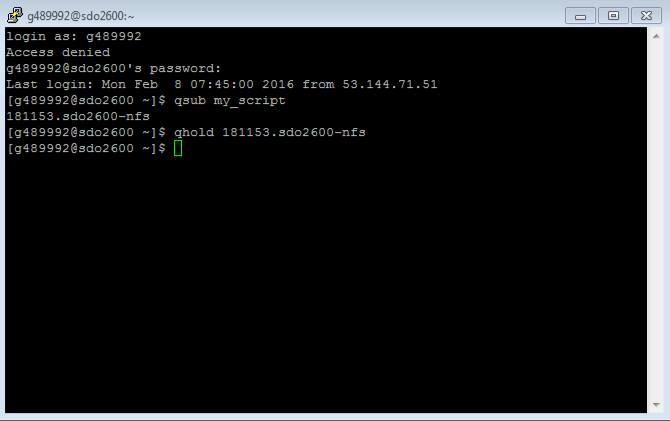 g489992@sdo2600:~
login as: g489992
Access denied
g489992@sdo2600's password:
Last login: Mon Feb  8 07:45:00 2016 from 53.144.71.51
[g489992@sdo2600 ~]$ qsub my_script
181153.sdo2600-nfs
[g489992@sdo2600 ~]$ qhold 181153.sdo2600-nfs
[g489992@sdo2600 ~]$